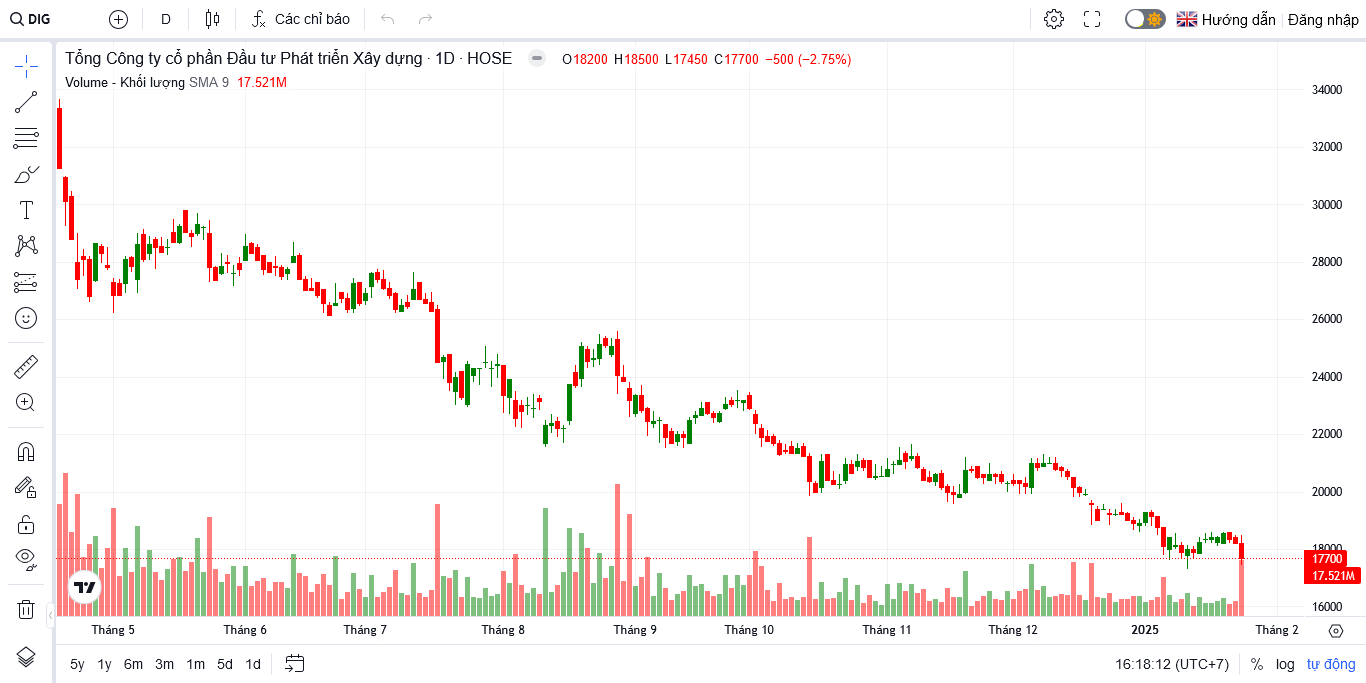 DIG D Các chỉ báo Hướng dẫn Đăng nhập
Tổng Công ty cổ phần Đầu tư Phát triển Xây dựng · 1D · HOSE O18200 H18500 L17450 C17700 −500 (−2.75%)
Volume - Khối lượng SMA 9 17.521M
34000
32000
30000
28000
26000
24000
22000
20000
18000
17700
17.521M
16000
Tháng 5 Tháng 6 Tháng 7 Tháng 8 Tháng 9 Tháng 10 Tháng 11 Tháng 12 2025 Tháng 2
5y 1y 6m 3m 1m 5d 1d 16:18:12 (UTC+7) % log tự động